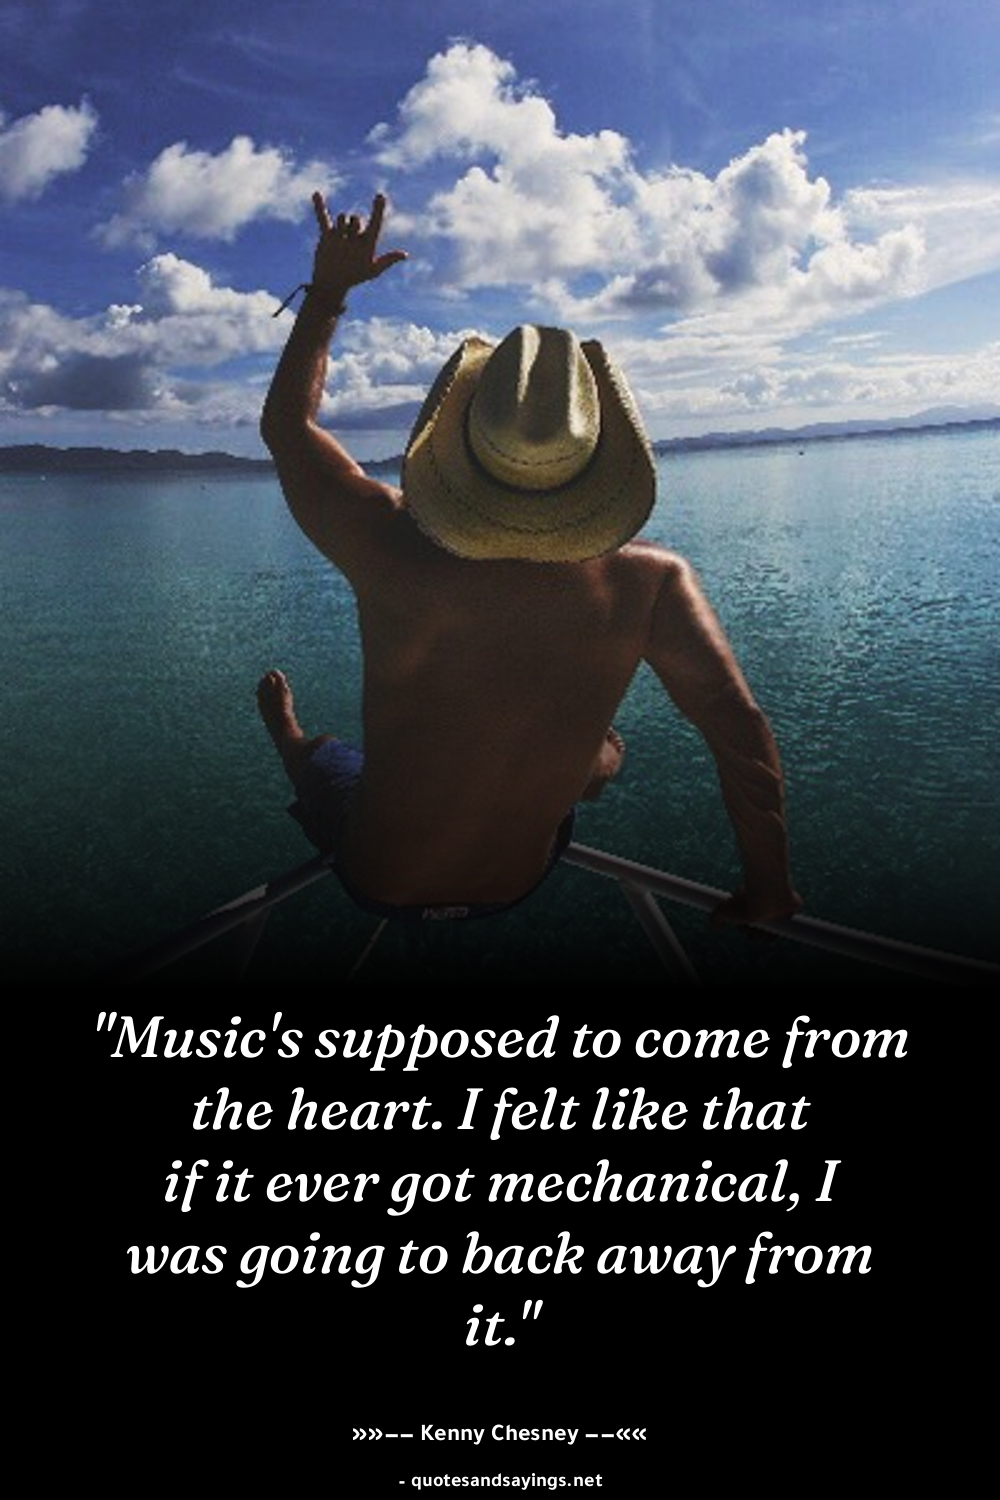 "Music's supposed to come from
the heart. I felt like that
if it ever got mechanical, I
was going to back away from
it."
»»-- Kenny Chesney --««
- quotesandsayings.net